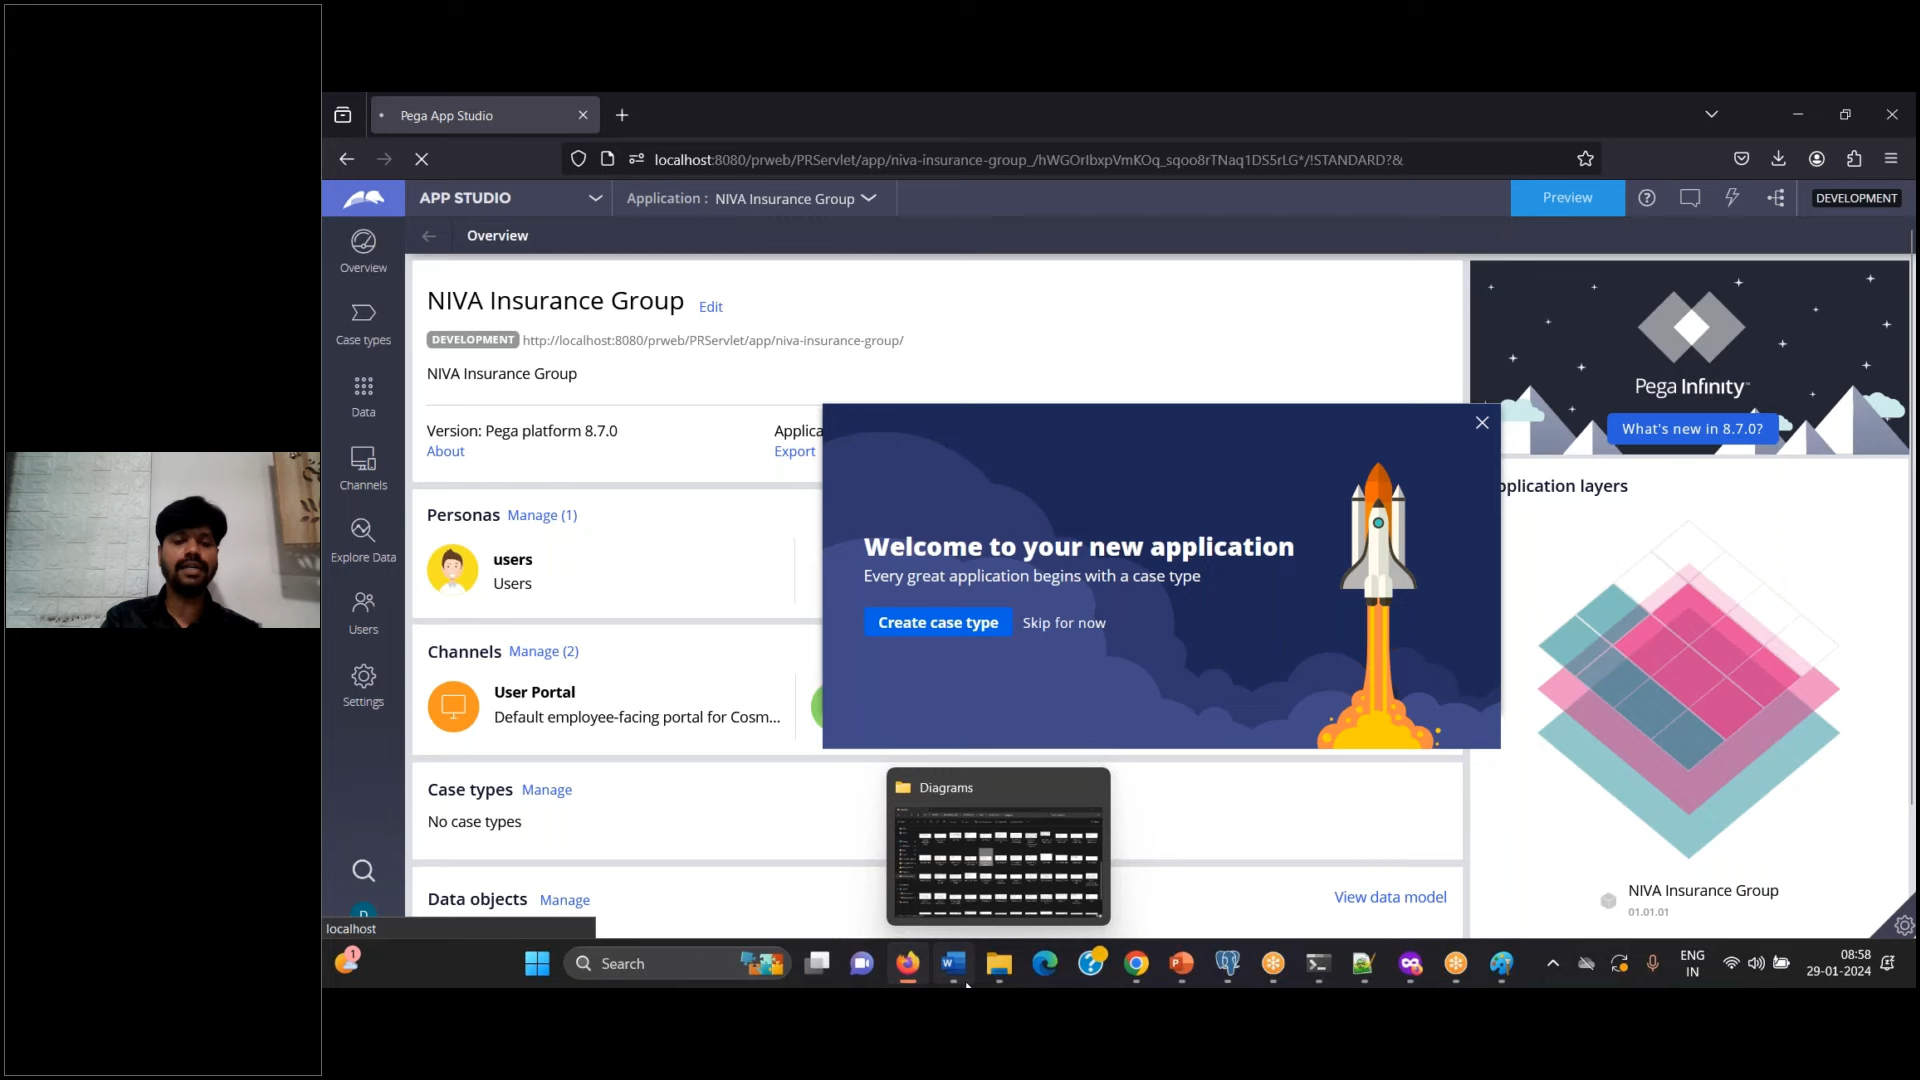 Pega App Studio
localhost:8080/prweb/PRServlet/app/niva-insurance-group_/hWGOrIbxpVmKOq_sqoo8rTNaq1DS5rLG*/!STANDARD?&
APP STUDIO
Application : NIVA Insurance Group
Preview
DEVELOPMENT
Overview
Overview
Case types
Data
Channels
Explore Data
Users
Settings
NIVA Insurance Group
Edit
DEVELOPMENT http://localhost:8080/prweb/PRServlet/app/niva-insurance-group/
NIVA Insurance Group
Version: Pega platform 8.7.0
About
Applica
Export
Personas Manage (1)
users
Users
Channels Manage (2)
User Portal
Default employee-facing portal for Cosm...
Case types Manage
No case types
Data objects Manage
View data model
Welcome to your new application
Every great application begins with a case type
Create case type
Skip for now
Pega Infinity™
What's new in 8.7.0?
pplication layers
NIVA Insurance Group
01.01.01
Diagrams
localhost
1
Search
ENG
IN
08:58
29-01-2024